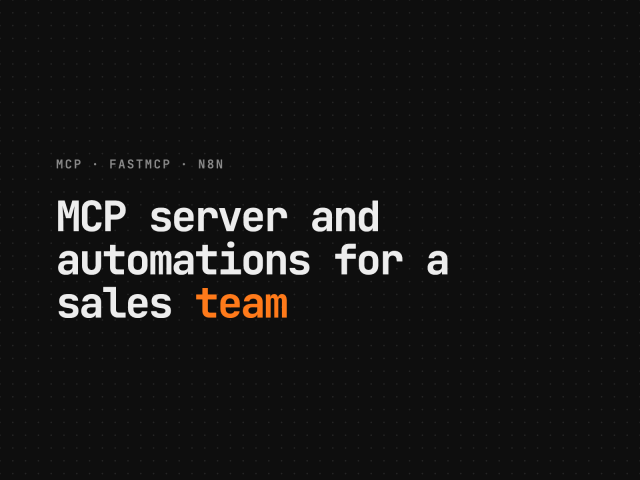 MCP · FASTMCP · N8N
MCP server and
automations for a
sales team